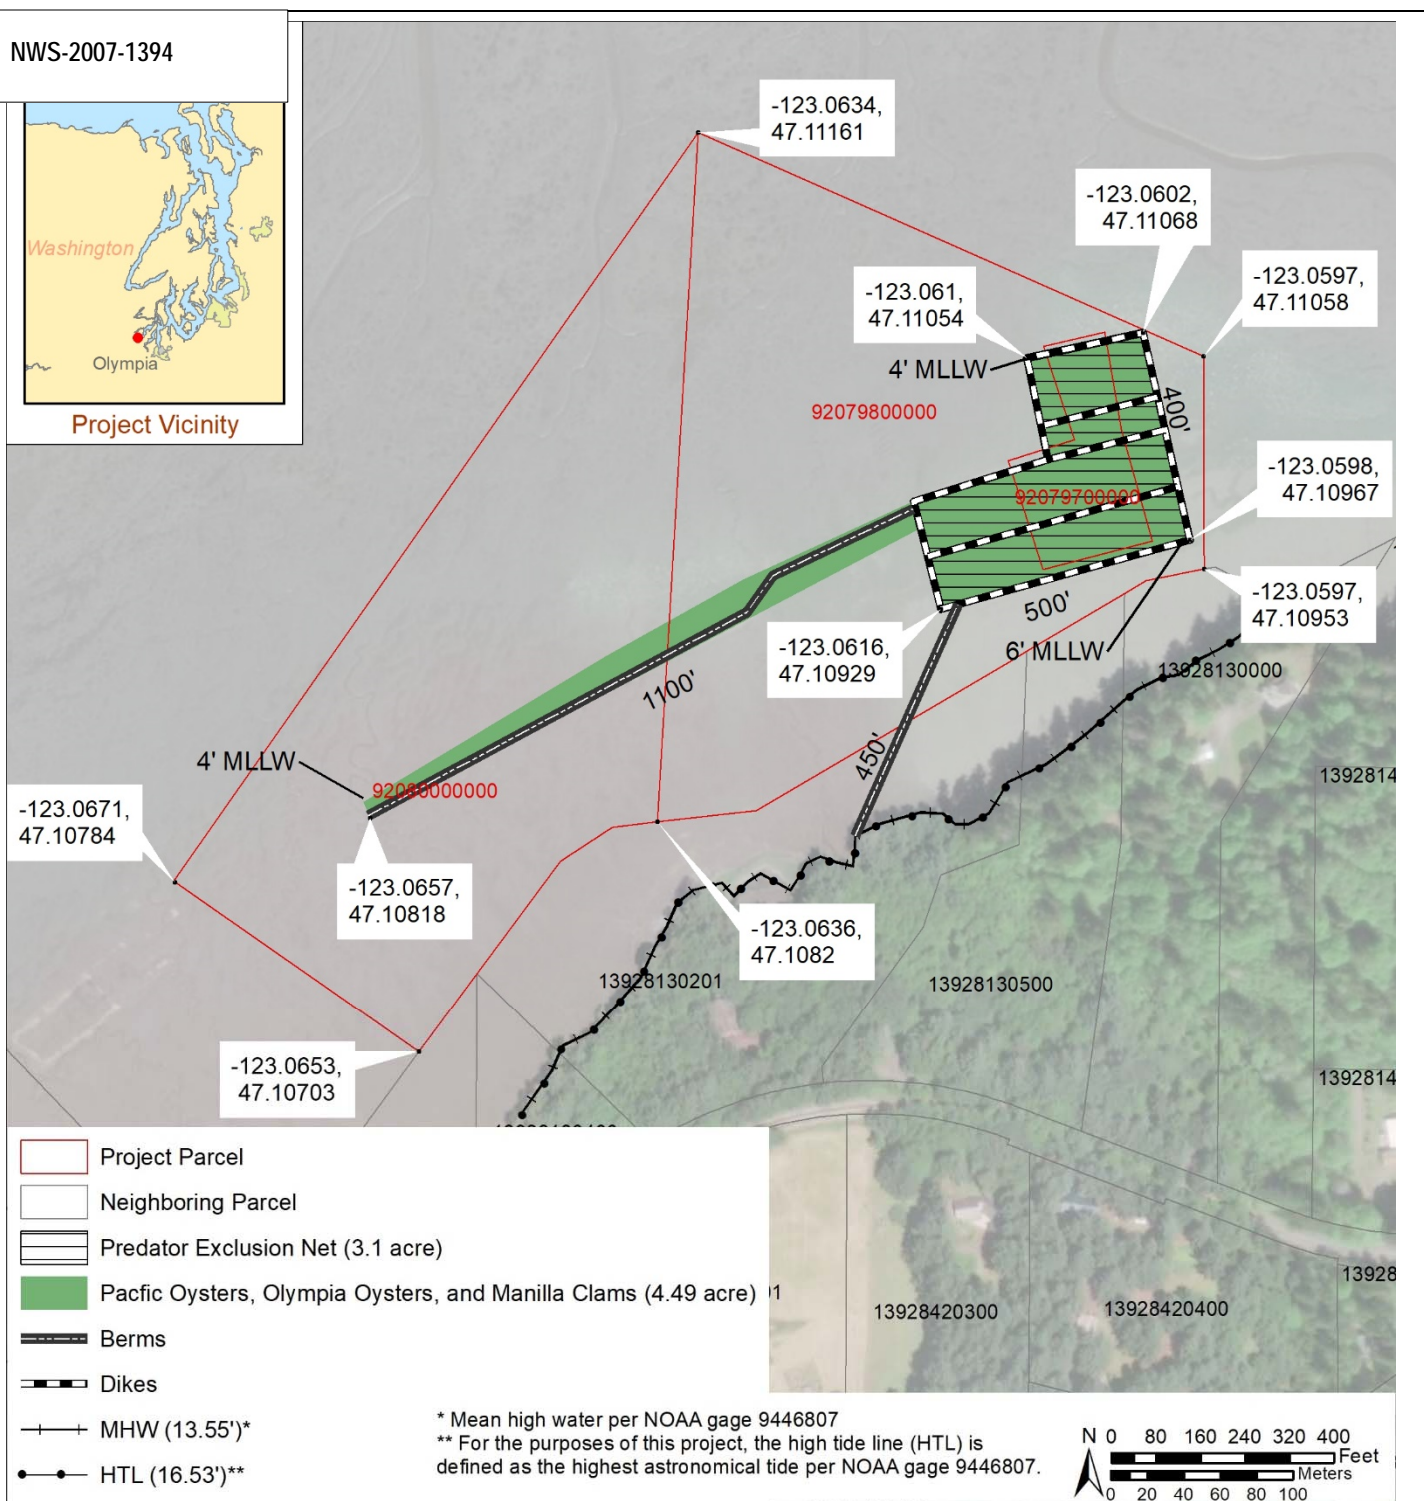 NWS-2007-1394
Washington
Olympia
Project Vicinity
-123.0634,
47.11161
-123.0602,
47.11068
-123.061,
47.11054
-123.0597,
47.11058
4' MLLW
92079800000
400'
-123.0598,
47.10967
92079700000
-123.0597,
47.10953
500'
-123.0616,
47.10929
6' MLLW
13928130000
1100'
450'
4' MLLW
92080000000
-123.0671,
47.10784
1392814
-123.0657,
47.10818
-123.0636,
47.1082
13928130201
13928130500
-123.0653,
47.10703
1392814
Project Parcel
Neighboring Parcel
Predator Exclusion Net (3.1 acre)
Pacfic Oysters, Olympia Oysters, and Manilla Clams (4.49 acre)
13928
13928420300
13928420400
Berms
Dikes
MHW (13.55')*
HTL (16.53')**
* Mean high water per NOAA gage 9446807
** For the purposes of this project, the high tide line (HTL) is
defined as the highest astronomical tide per NOAA gage 9446807.
N
0 80 160 240 320 400
Feet
Meters
0 20 40 60 80 100